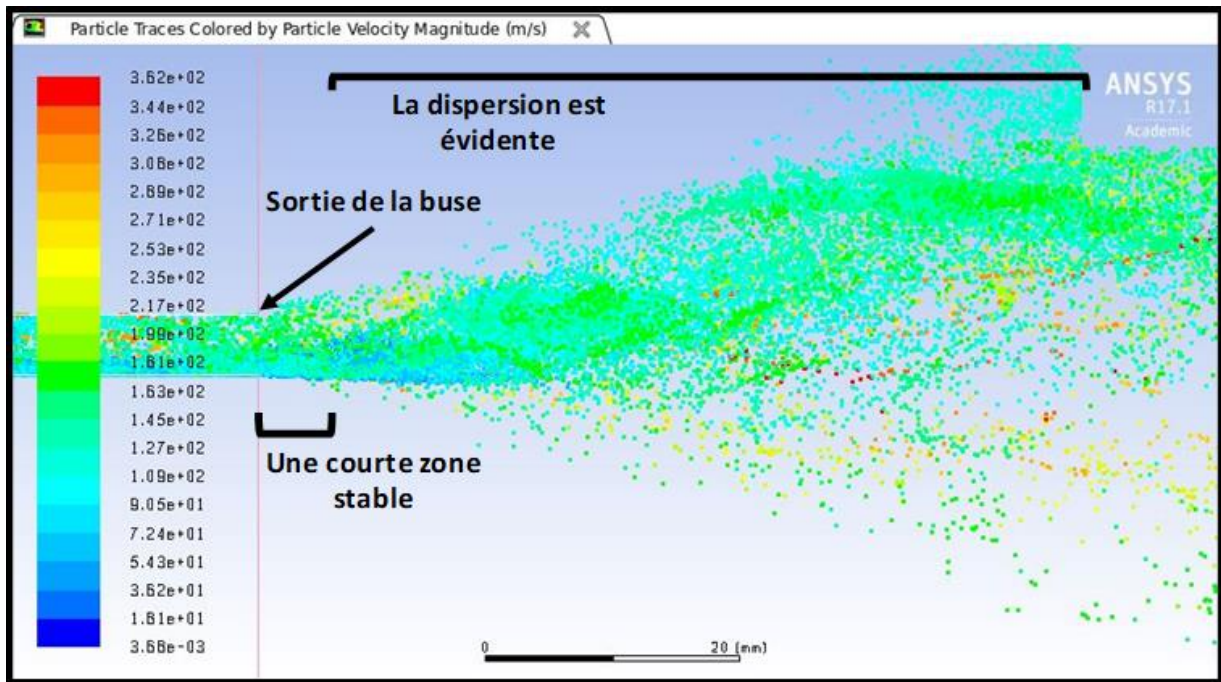 Particle Traces Colored by Particle Velocity Magnitude (m/s)
3.62e+02
3.44e+02
3.26e+02
3.08e+02
2.89e+02
2.71e+02
2.53e+02
2.35e+02
2.17e+02
1.99e+02
1.81e+02
1.63e+02
1.45e+02
1.27e+02
1.09e+02
9.05e+01
7.24e+01
5.43e+01
3.62e+01
1.81e+01
3.68e-03
La dispersion est
évidente
ANSYS
R17.1
Academic
Sortie de la buse
Une courte zone
stable
0 20 (mm)